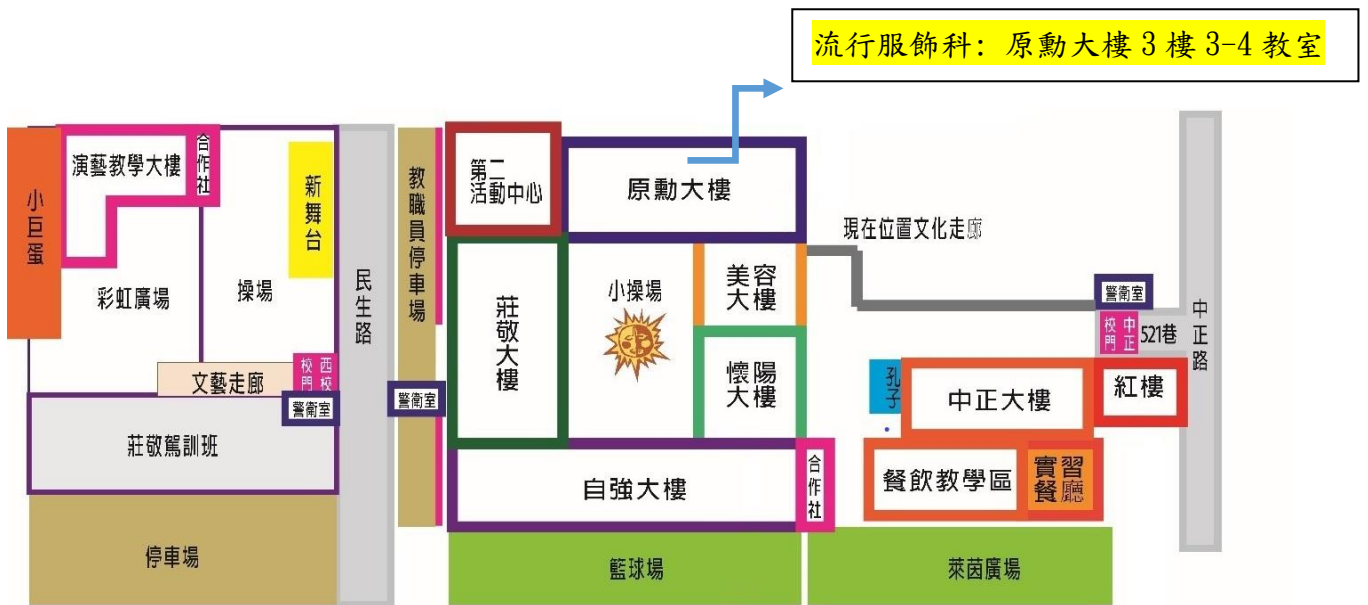 流行服飾科：原勳大樓3樓3-4教室
小巨蛋
演藝教學大樓
合作社
新舞台
彩虹廣場
操場
文藝走廊
西校
校門
警衛室
莊敬駕訓班
停車場
民生路
教職員停車場
警衛室
第二
活動中心
原勳大樓
莊敬大樓
小操場
美容
大樓
懷陽
大樓
自強大樓
合作社
籃球場
現在位置文化走廊
警衛室
中正
校門
521巷
中正路
孔子
中正大樓
紅樓
餐飲教學區
實習
餐廳
萊茵廣場